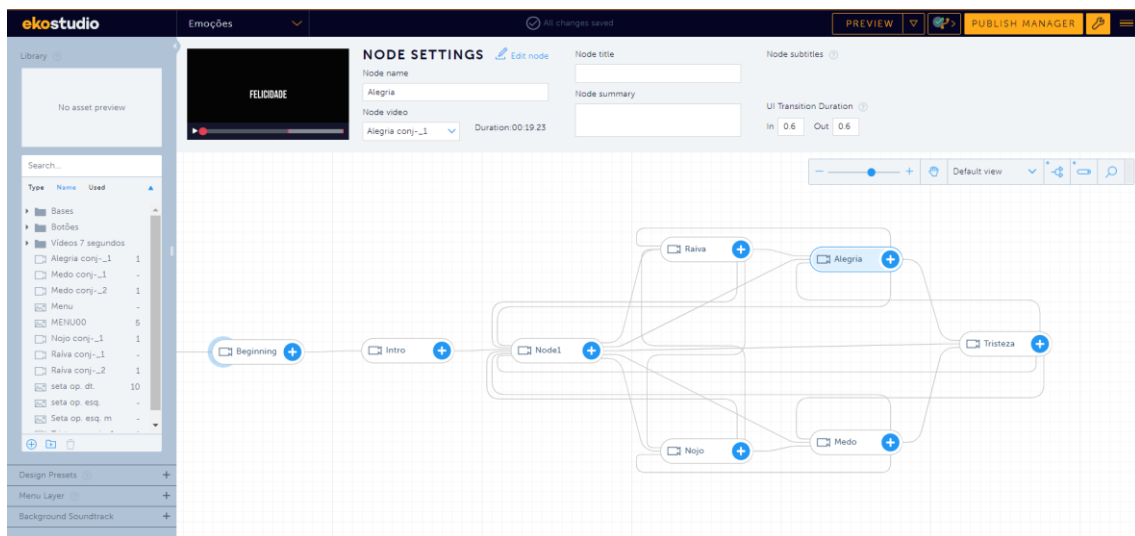 ekostudio
Emoções
All changes saved
PREVIEW
PUBLISH MANAGER
Library
No asset preview
Search...
Type Name Used
Bases
Botões
Vídeos 7 segundos
Alegria conj-_1 1
Medo conj-_1 -
Medo conj-_2 1
Menu -
MENU00 5
Nojo conj-_1 1
Raiva conj-_1 -
Raiva conj-_2 1
seta op. dt. 10
seta op. esq. -
Seta op. esq. m -
Design Presets
Menu Layer
Background Soundtrack
FELICIDADE
NODE SETTINGS Edit node
Node name
Alegria
Node video
Alegria conj-_1
Duration:00:19.23
Node title
Node summary
Node subtitles
UI Transition Duration
In 0.6 Out 0.6
Default view
Raiva
Alegria
Beginning
Intro
Node1
Tristeza
Nojo
Medo